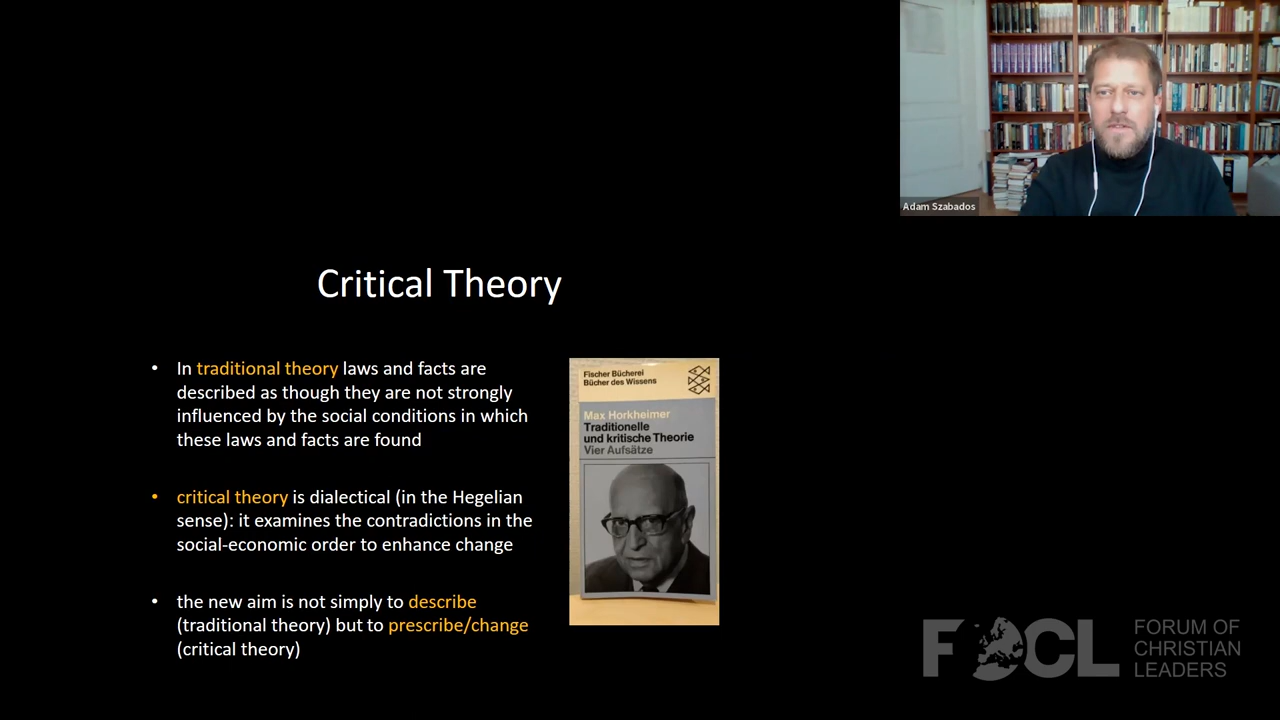 Adam Szabados
Critical Theory
• In traditional theory laws and facts are
described as though they are not strongly
influenced by the social conditions in which
these laws and facts are found
• critical theory is dialectical (in the Hegelian
sense): it examines the contradictions in the
social-economic order to enhance change
• the new aim is not simply to describe
(traditional theory) but to prescribe/change
(critical theory)
Fischer Bücherei
Bücher des Wissens
Max Horkheimer
Traditionelle
und kritische Theorie
Vier Aufsätze
FOCL
FORUM OF
CHRISTIAN
LEADERS